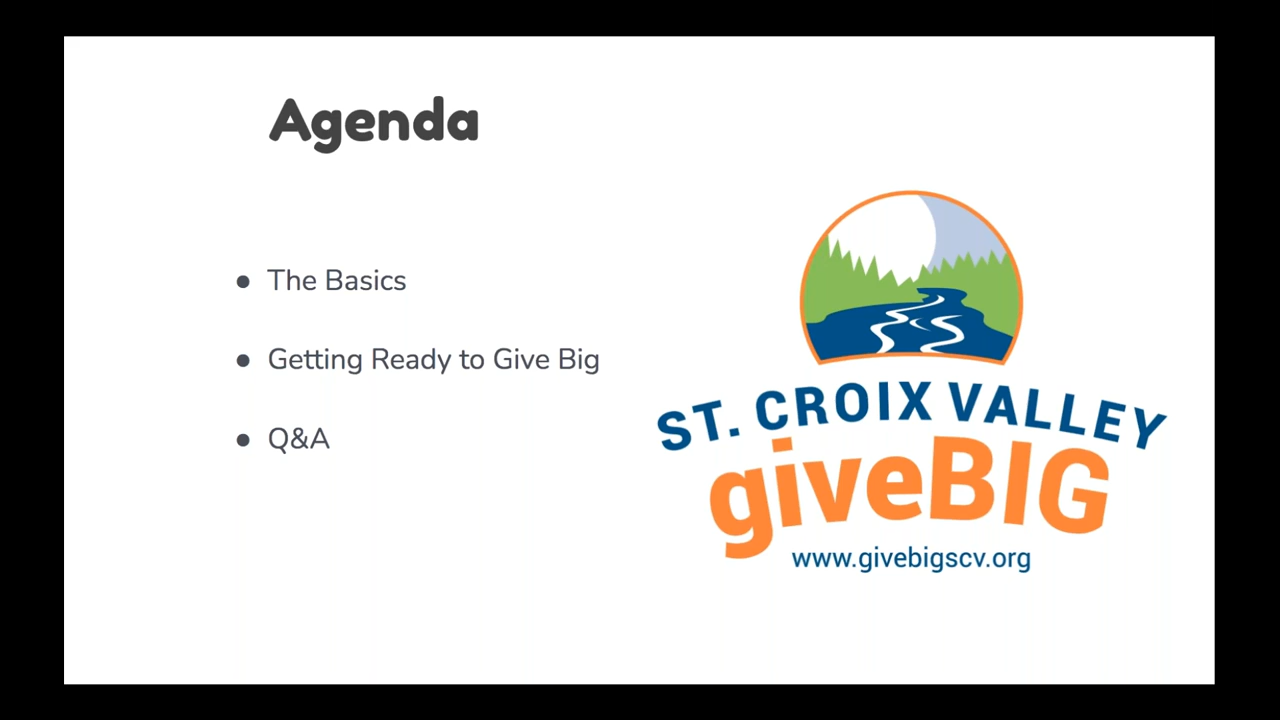 Agenda
● The Basics
● Getting Ready to Give Big
● Q&A
ST. CROIX VALLEY
giveBIG
www.givebigscv.org